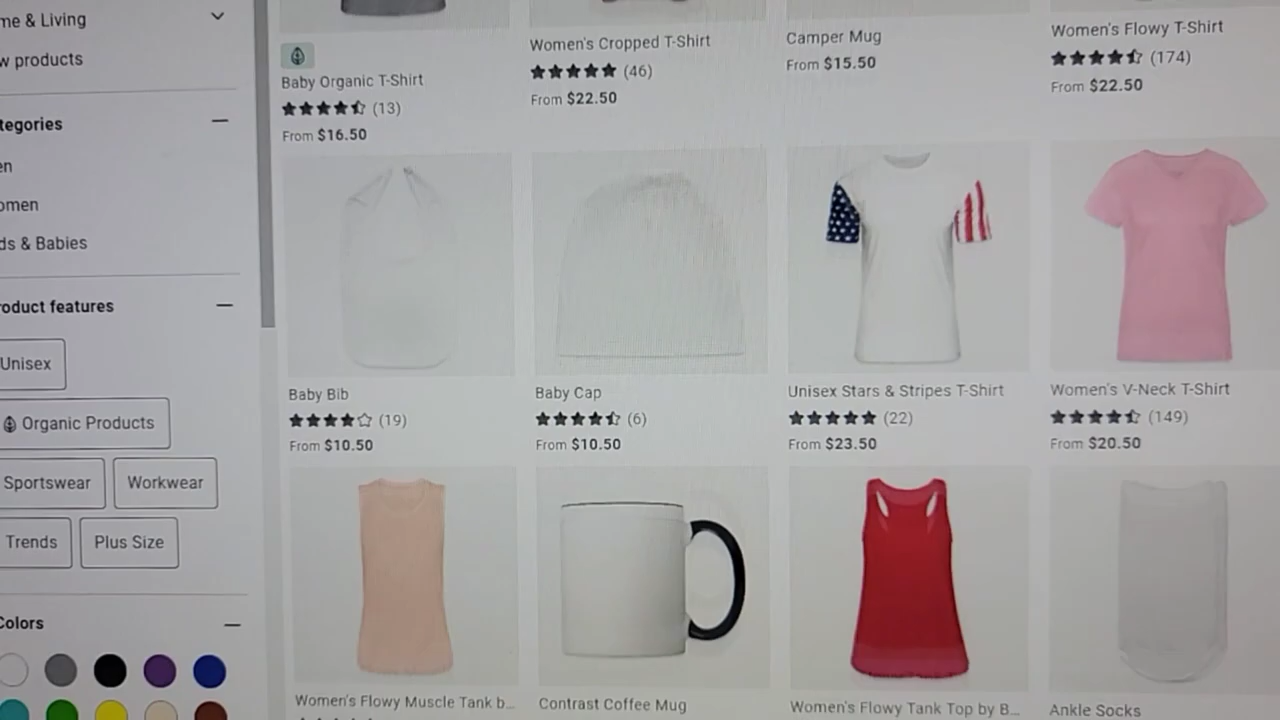 me & Living
w products
tegories
en
omen
ds & Babies
roduct features
Unisex
Organic Products
Sportswear
Workwear
Trends
Plus Size
Colors
Baby Organic T-Shirt
(13)
From $16.50
Women's Cropped T-Shirt
(46)
From $22.50
Camper Mug
From $15.50
Women's Flowy T-Shirt
(174)
From $22.50
Baby Bib
(19)
From $10.50
Baby Cap
(6)
From $10.50
Unisex Stars & Stripes T-Shirt
(22)
From $23.50
Women's V-Neck T-Shirt
(149)
From $20.50
Women's Flowy Muscle Tank b...
Contrast Coffee Mug
Women's Flowy Tank Top by B...
Ankle Socks